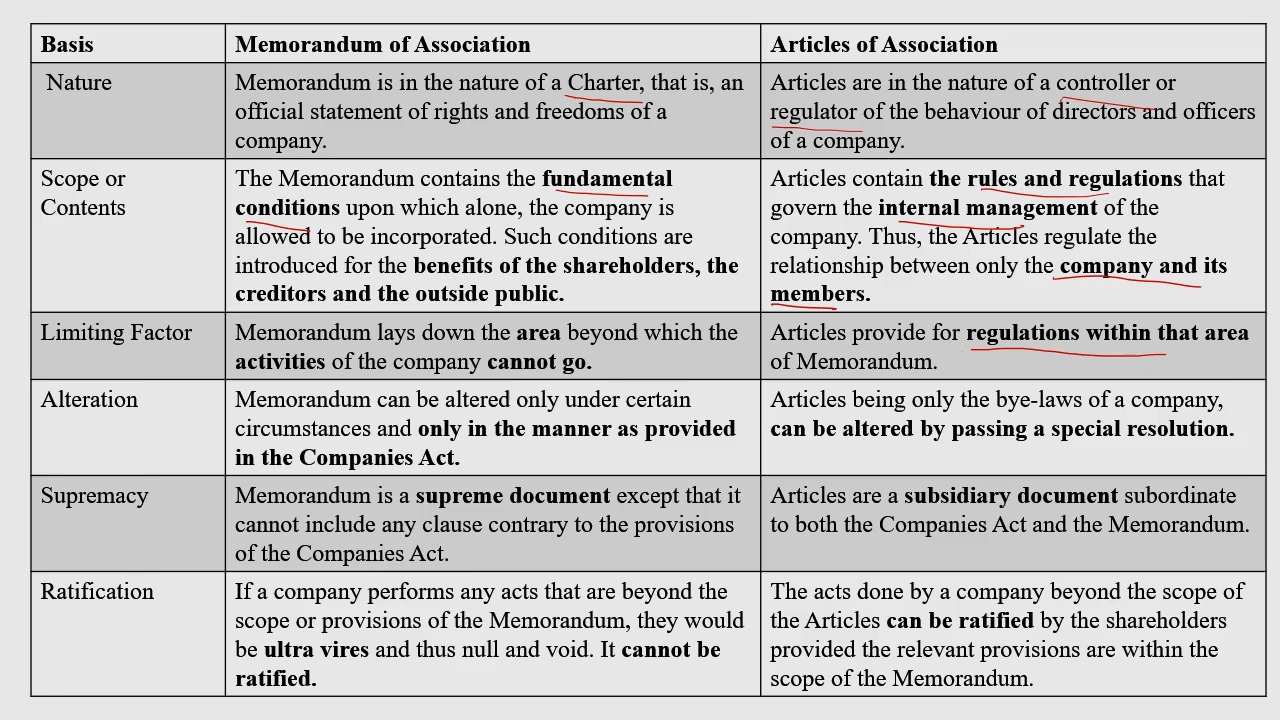 Basis Memorandum of Association Articles of Association
Nature
Memorandum is in the nature of a Charter, that is, an
official statement of rights and freedoms of a
company.
Articles are in the nature of a controller or
regulator of the behaviour of directors and officers
of a company.
Scope or
Contents
The Memorandum contains the fundamental
conditions upon which alone, the company is
allowed to be incorporated. Such conditions are
introduced for the benefits of the shareholders, the
creditors and the outside public.
Articles contain the rules and regulations that
govern the internal management of the
company. Thus, the Articles regulate the
relationship between only the company and its
members.
Limiting Factor
Memorandum lays down the area beyond which the
activities of the company cannot go.
Articles provide for regulations within that area
of Memorandum.
Alteration
Memorandum can be altered only under certain
circumstances and only in the manner as provided
in the Companies Act.
Articles being only the bye-laws of a company,
can be altered by passing a special resolution.
Supremacy
Memorandum is a supreme document except that it
cannot include any clause contrary to the provisions
of the Companies Act.
Articles are a subsidiary document subordinate
to both the Companies Act and the Memorandum.
Ratification
If a company performs any acts that are beyond the
scope or provisions of the Memorandum, they would
be ultra vires and thus null and void. It cannot be
ratified.
The acts done by a company beyond the scope of
the Articles can be ratified by the shareholders
provided the relevant provisions are within the
scope of the Memorandum.